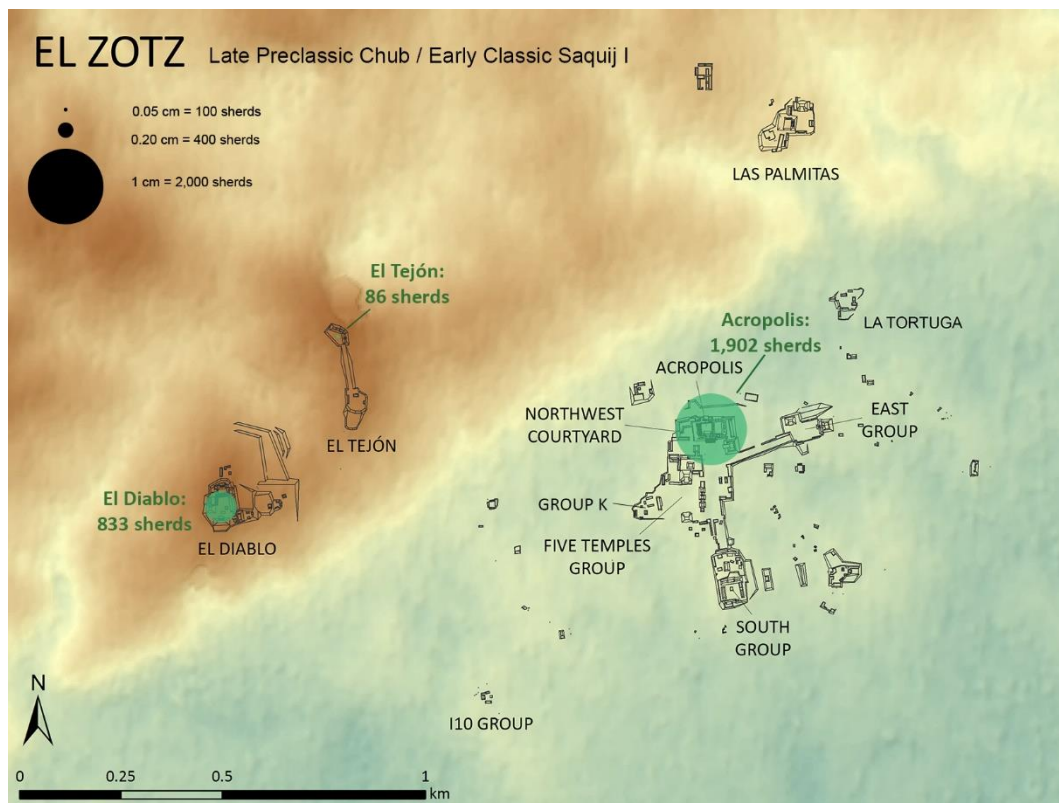 EL ZOTZ Late Preclassic Chub / Early Classic Saquij I
0.05 cm = 100 sherds
0.20 cm = 400 sherds
1 cm = 2,000 sherds
LAS PALMITAS
El Tejón:
86 sherds
LA TORTUGA
Acropolis:
1,902 sherds
ACROPOLIS
NORTHWEST
COURTYARD
EAST
GROUP
EL TEJÓN
El Diablo:
833 sherds
GROUP K
EL DIABLO
FIVE TEMPLES
GROUP
SOUTH
GROUP
N
I10 GROUP
0 0.25 0.5 1
km